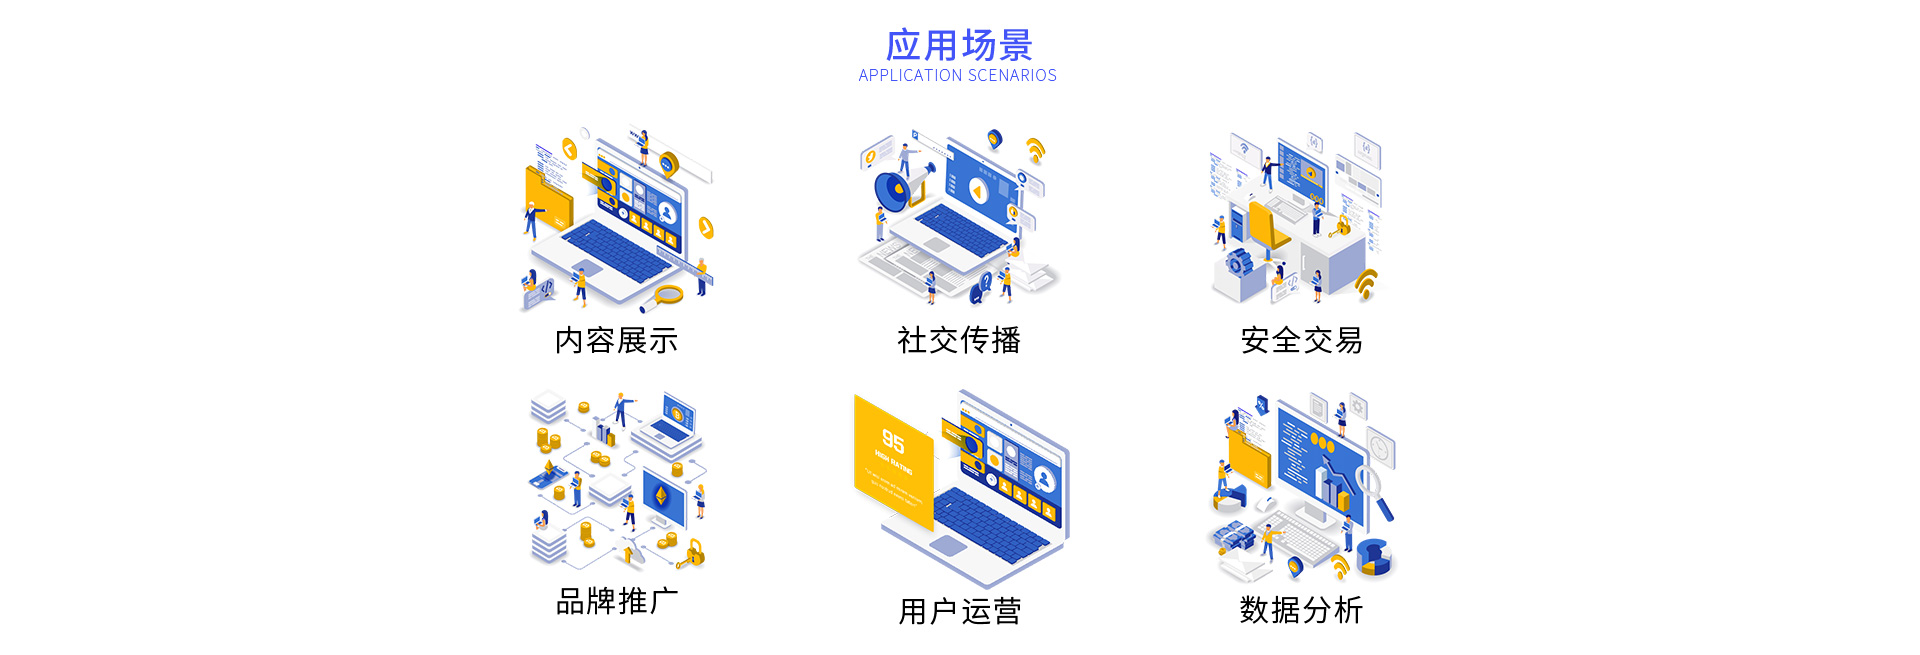 应用场景
APPLICATION SCENARIOS
内容展示
社交传播
安全交易
95
HIGH RATING
品牌推广
用户运营
数据分析